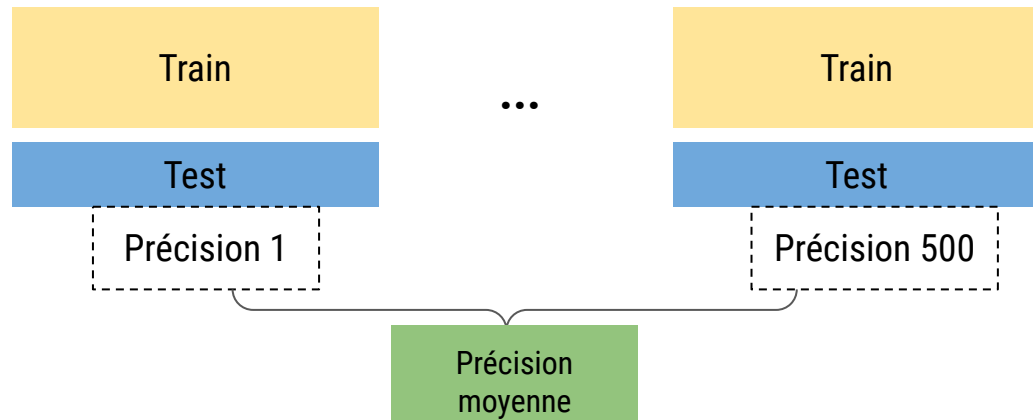 Train
...
Train
Test
Test
Précision 1
Précision 500
Précision
moyenne